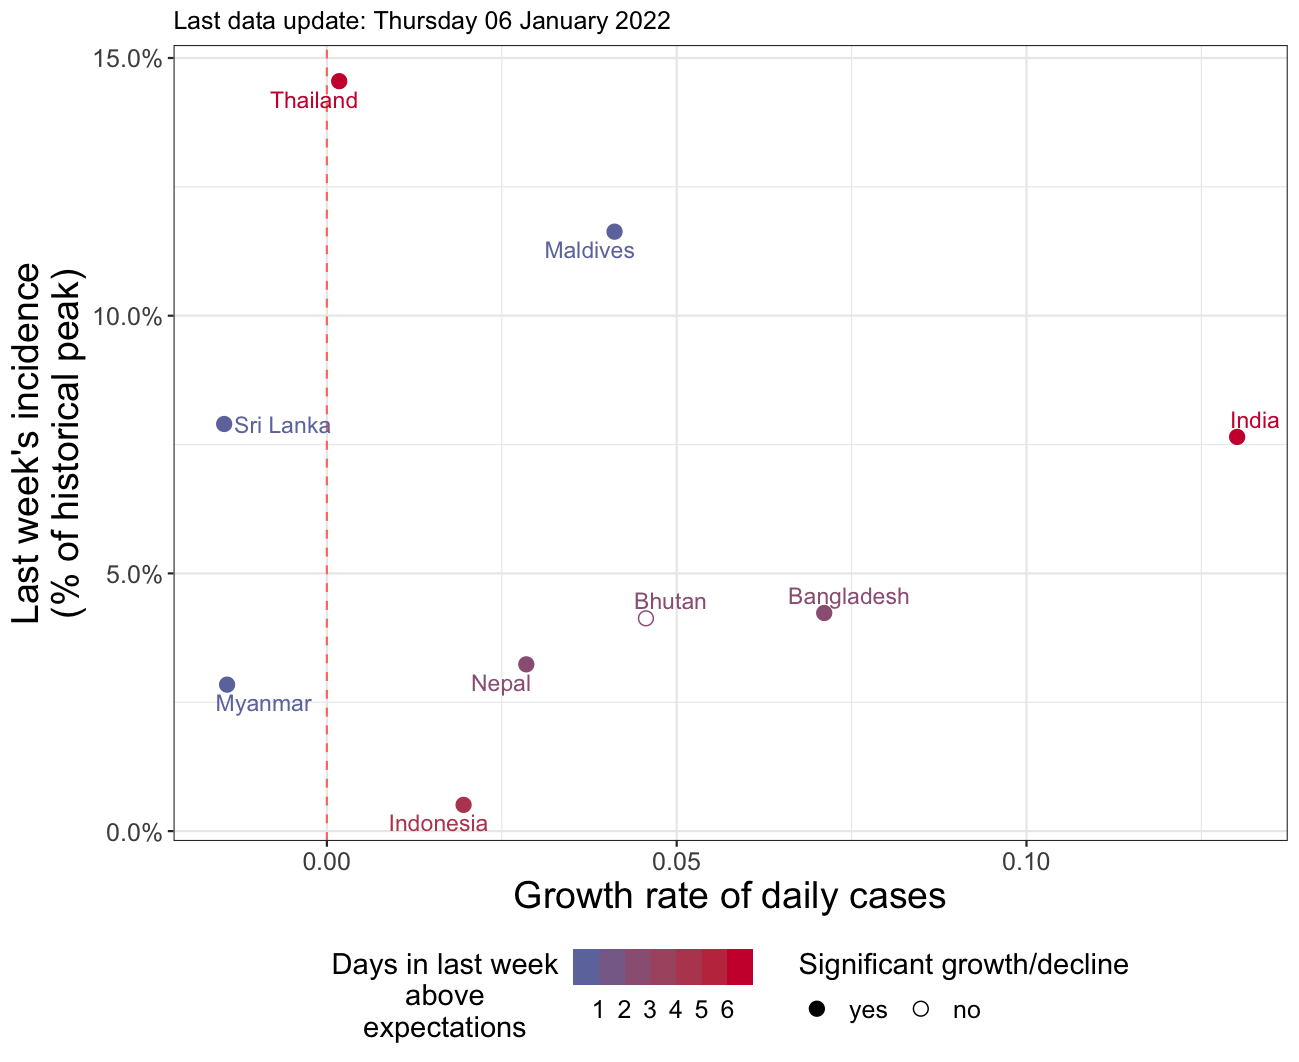 Last data update: Thursday 06 January 2022
Last week's incidence
(% of historical peak)
15.0%
10.0%
5.0%
0.0%
Thailand
Maldives
Sri Lanka
India
Bhutan
Bangladesh
Nepal
Myanmar
Indonesia
0.00 0.05 0.10
Growth rate of daily cases
Days in last week
above
expectations
1 2 3 4 5 6
Significant growth/decline
yes no